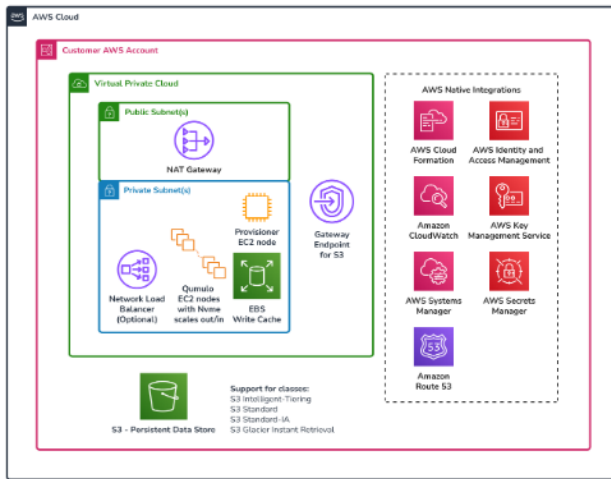 aws
AWS Cloud
Customer AWS Account
Virtual Private Cloud
Public Subnet(s)
NAT Gateway
Private Subnet(s)
Provisioner
EC2 node
Network Load
Balancer
(Optional)
Qumulo
EC2 nodes
with Nvme
scales out/in
EBS
Write Cache
Gateway
Endpoint
for S3
S3 - Persistent Data Store
Support for classes:
S3 Intelligent-Tiering
S3 Standard
S3 Standard-IA
S3 Glacier Instant Retrieval
AWS Native Integrations
AWS Cloud
Formation
AWS Identity and
Access Management
Amazon
CloudWatch
AWS Key
Management Service
AWS Systems
Manager
AWS Secrets
Manager
53
Amazon
Route 53